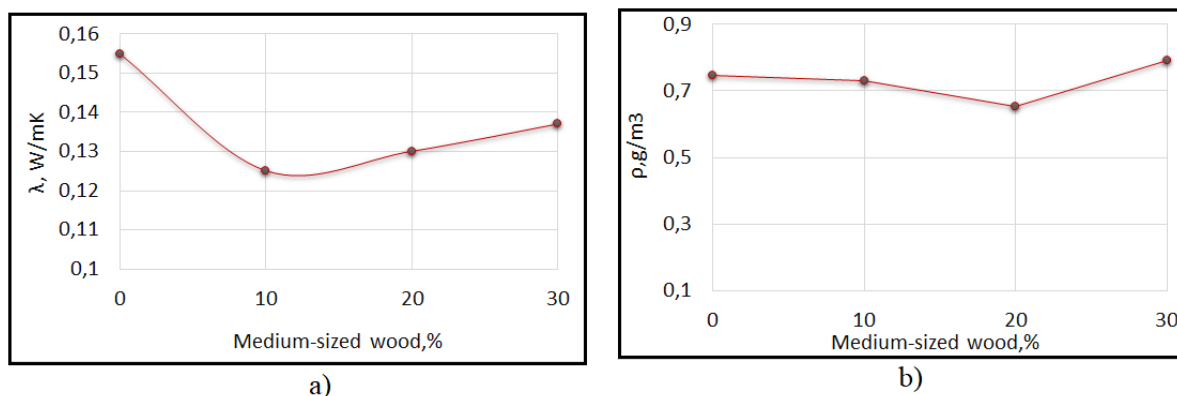 0,16
0,15
0,14
0,13
0,12
0,11
0,1
λ, W/mK
0 10 20 30
Medium-sized wood,%
a)
0,9
0,7
0,5
0,3
0,1
ρ,g/m3
0 10 20 30
Medium-sized wood,%
b)